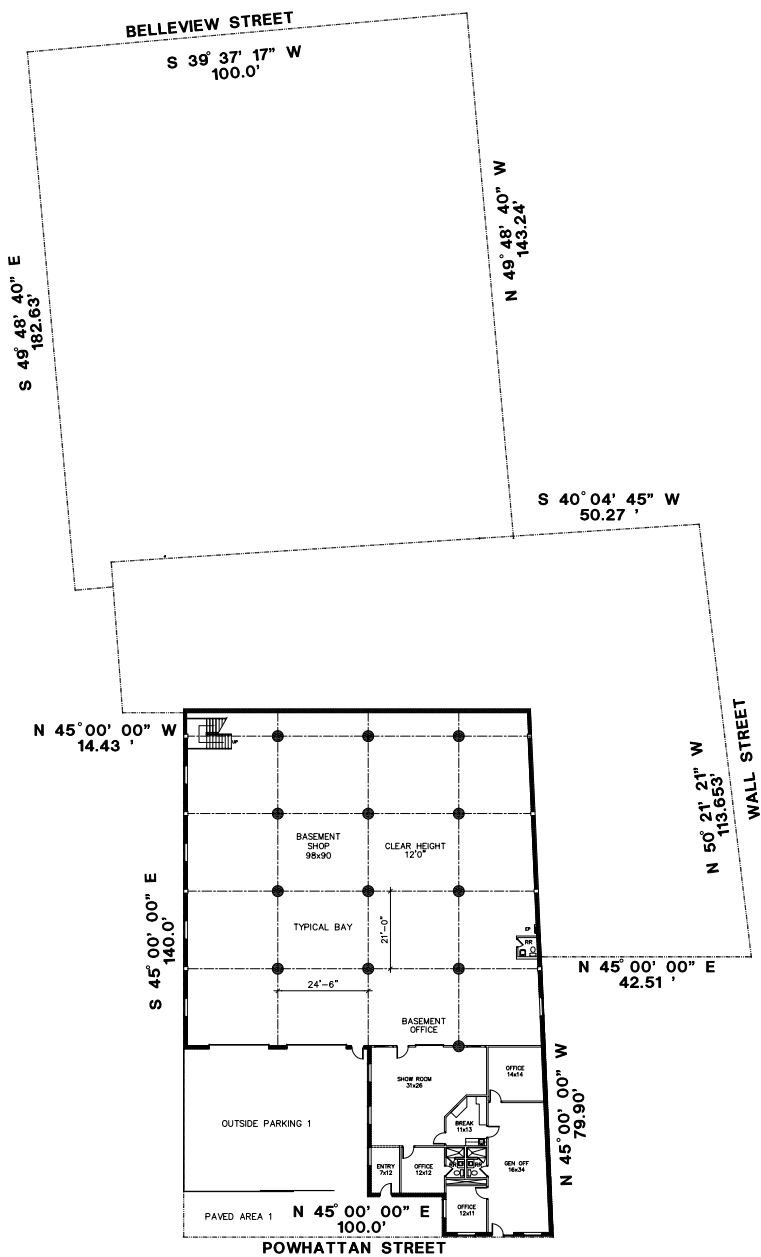 BELLEVIEW STREET
S 39° 37' 17" W
100.0'
N 49° 48' 40" W
143.24'
S 49° 48' 40" E
182.63'
S 40° 04' 45" W
50.27 '
N 45° 00' 00" W
14.43 '
UP
WALL STREET
N 50° 21' 21" W
113.653'
BASEMENT
SHOP
98x90
CLEAR HEIGHT
12'0"
S 45° 00' 00" E
140.0'
TYPICAL BAY
21'-0"
EP
RR
N 45° 00' 00" E
42.51 '
24'-6"
BASEMENT
OFFICE
N 45° 00' 00" W
79.90'
SHOW ROOM
31x26
OFFICE
14x14
OUTSIDE PARKING 1
BREAK
11x13
ENTRY
7x12
OFFICE
12x12
GEN OFF
16x34
PAVED AREA 1
N 45° 00' 00" E
100.0'
OFFICE
12x11
POWHATTAN STREET